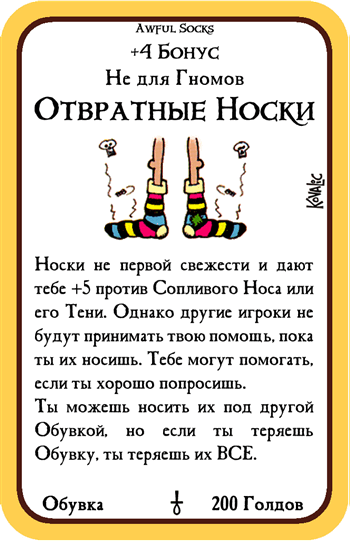 Awful Socks
+4 Бонус
Не для Гномов
Отвратные Носки
Kovalic
Носки не первой свежести и дают
тебе +5 против Сопливого Носа или
его Тени. Однако другие игроки не
будут принимать твою помощь, пока
ты их носишь. Тебе могут помогать,
если ты хорошо попросишь.
Ты можешь носить их под другой
Обувкой, но если ты теряешь
Обувку, ты теряешь их ВСЕ.
Обувка 200 Голдов